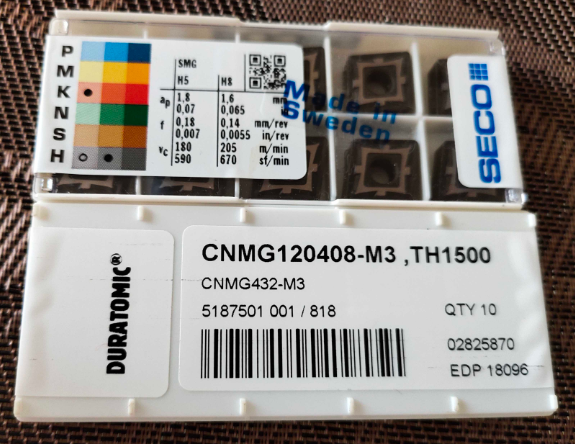 P
M
K
N
S
H
SMG
H5 H8
ap 1,8 1,6 mm
0,07 0,065 in
f 0,18 0,14 mm/rev
0,007 0,0055 in/rev
vc 180 205 m/min
590 670 sf/min
Made in
Sweden
SECO
DURATOMIC®
CNMG120408-M3 ,TH1500
CNMG432-M3
5187501 001 / 818 QTY 10
02825870
EDP 18096